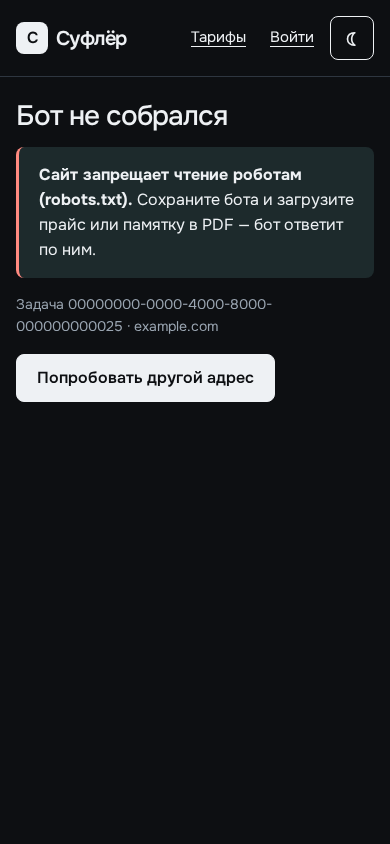 С Суфлёр Тарифы Войти
Бот не собрался
Сайт запрещает чтение роботам
(robots.txt). Сохраните бота и загрузите
прайс или памятку в PDF — бот ответит
по ним.
Задача 00000000-0000-4000-8000-
000000000025 · example.com
Попробовать другой адрес